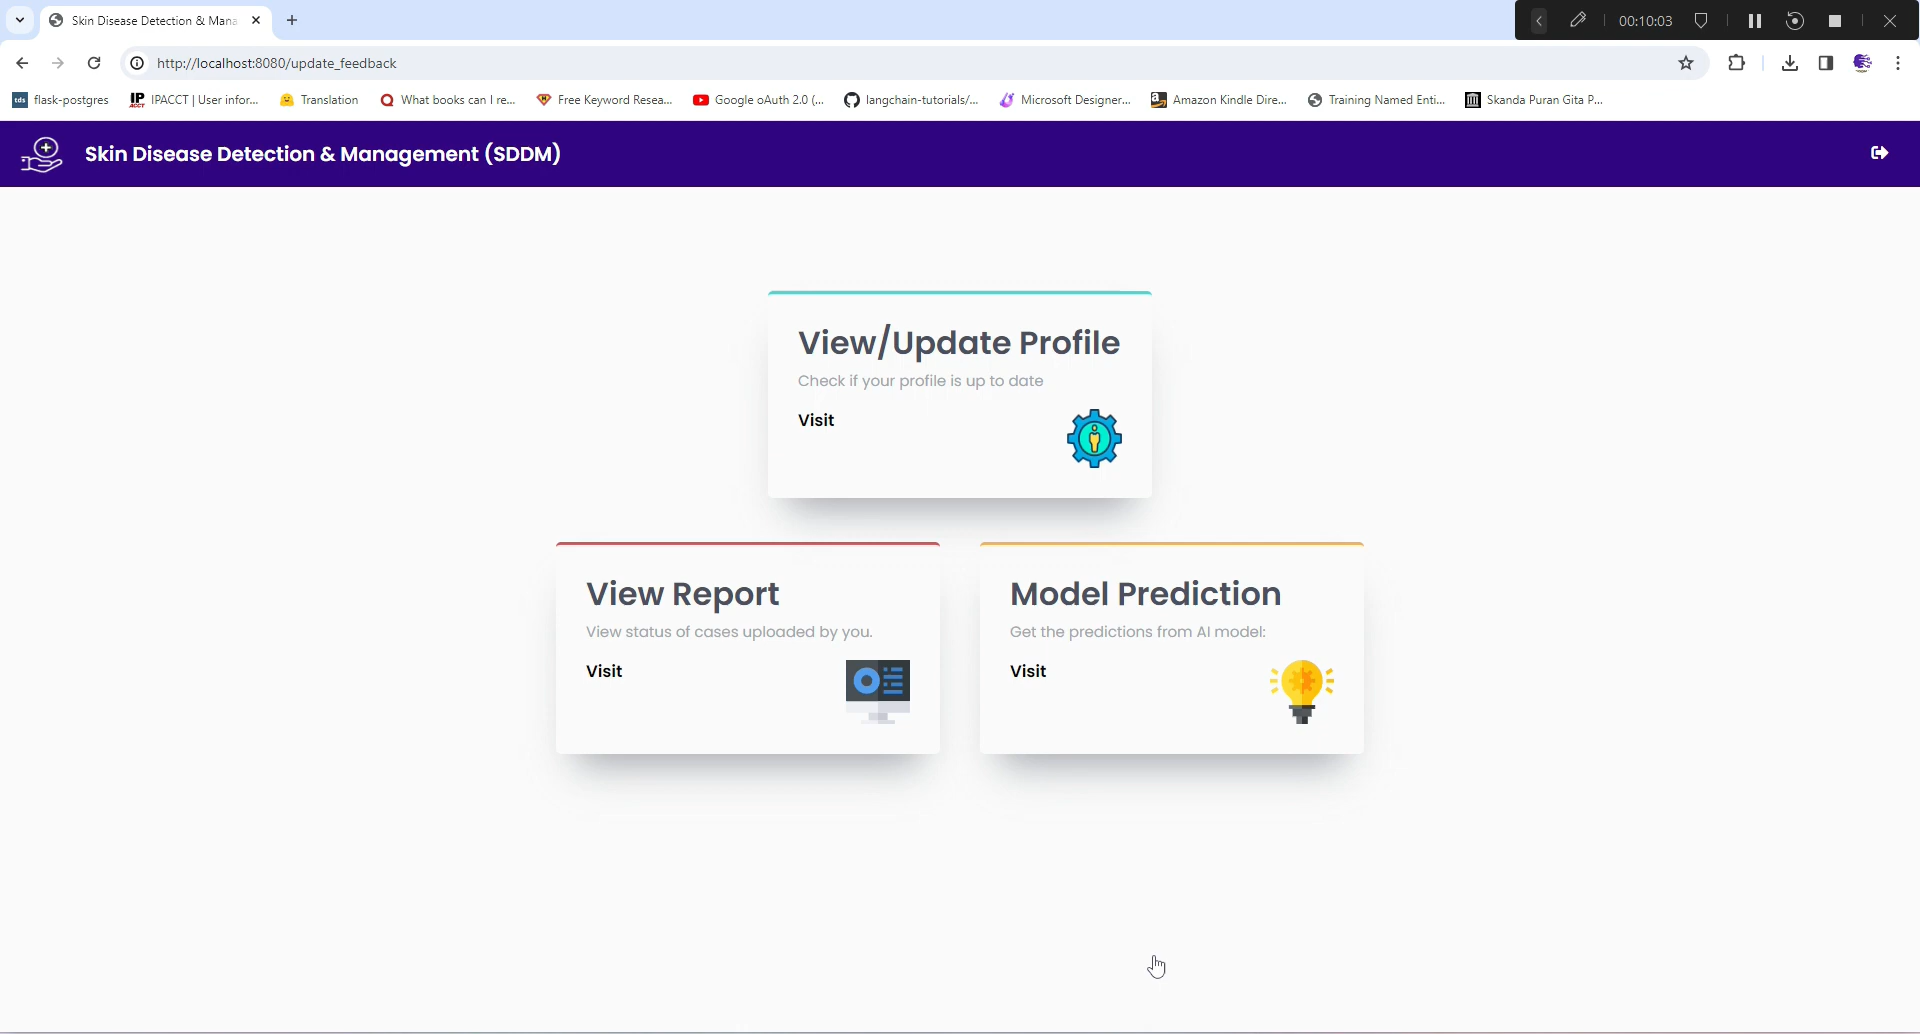 Skin Disease Detection & Mana
00:10:03
http://localhost:8080/update_feedback
tds flask-postgres
IP ACCT IPACCT | User infor...
Translation
What books can I re...
Free Keyword Resea...
Google oAuth 2.0 (...
langchain-tutorials/...
Microsoft Designer...
a Amazon Kindle Dire...
Training Named Enti...
Skanda Puran Gita P...
Skin Disease Detection & Management (SDDM)
View/Update Profile
Check if your profile is up to date
Visit
View Report
View status of cases uploaded by you.
Visit
Model Prediction
Get the predictions from AI model:
Visit